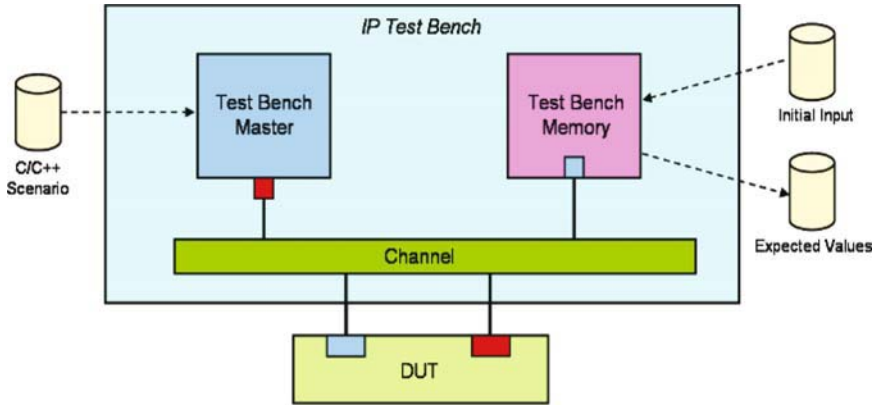 IP Test Bench
Test Bench
Master
Test Bench
Memory
C/C++
Scenario
Initial Input
Expected Values
Channel
DUT